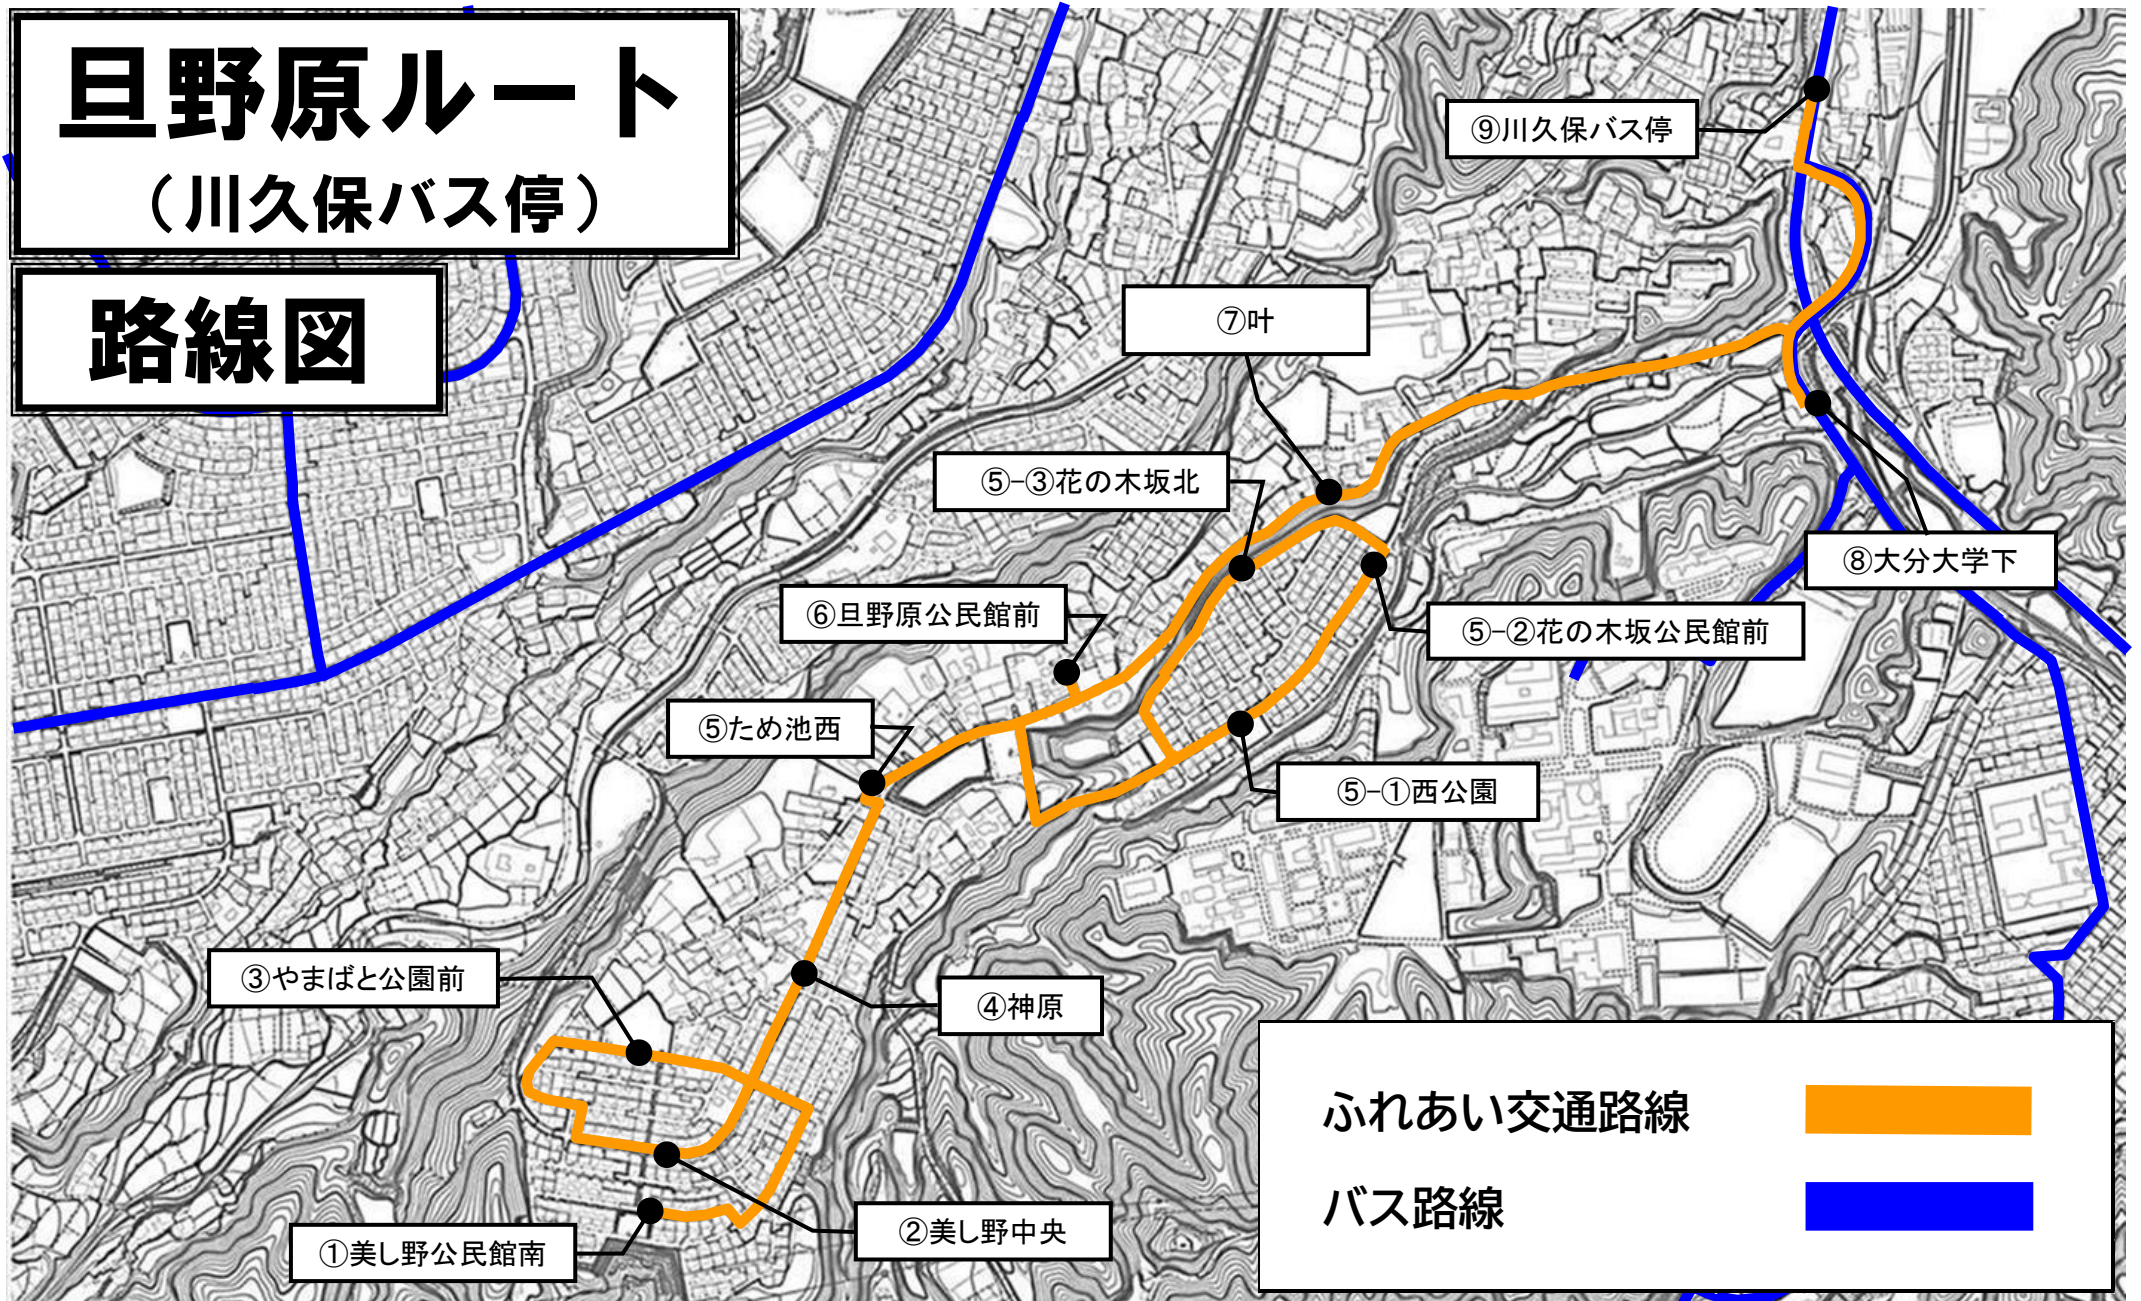 旦野原ルート
（川久保バス停）
路線図
⑨川久保バス停
⑦叶
⑤-③花の木坂北
⑧大分大学下
⑥旦野原公民館前
⑤-②花の木坂公民館前
⑤ため池西
⑤-①西公園
③やまばと公園前
④神原
②美し野中央
①美し野公民館南
ふれあい交通路線
バス路線